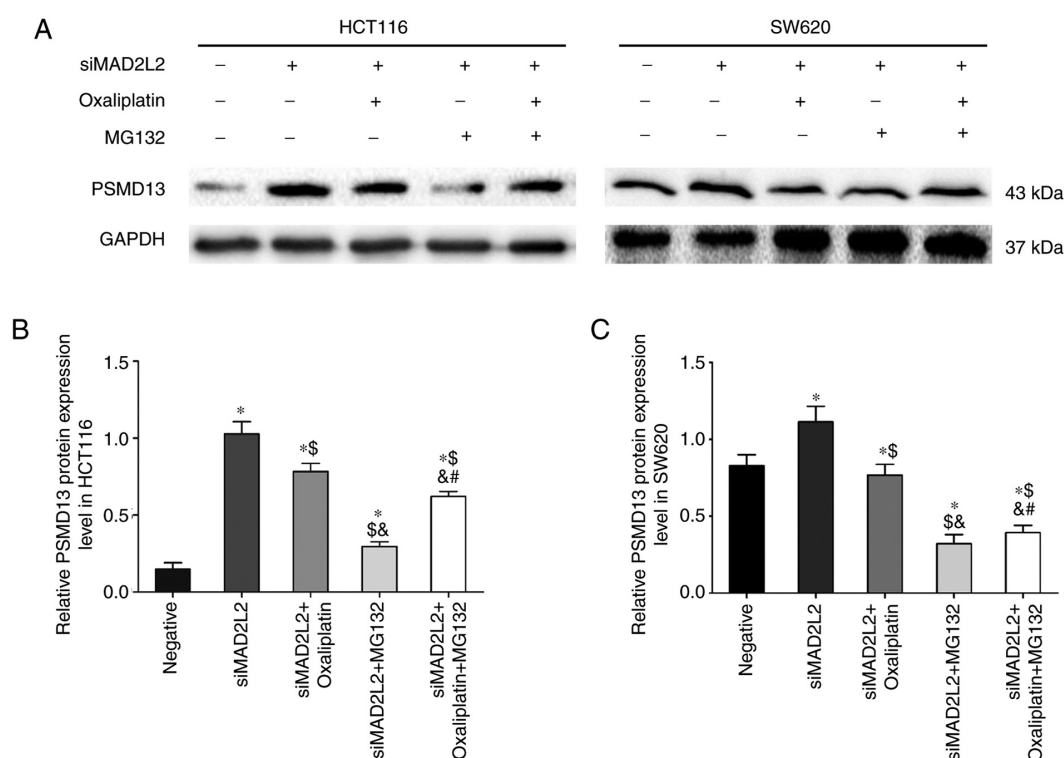 A
HCT116
SW620
siMAD2L2 – + + + + – + + + +
Oxaliplatin – – + – + – – + – +
MG132 – – – + + – – – + +
PSMD13
43 kDa
GAPDH
37 kDa
B
Relative PSMD13 protein expression
level in HCT116
1.5
1.0
0.5
0.0
*
*$
*
$&
*$
&#
Negative
siMAD2L2
siMAD2L2+
Oxaliplatin
siMAD2L2+MG132
siMAD2L2+
Oxaliplatin+MG132
C
Relative PSMD13 protein expression
level in SW620
1.5
1.0
0.5
0.0
*
*$
*
$&
*$
&#
Negative
siMAD2L2
siMAD2L2+
Oxaliplatin
siMAD2L2+MG132
siMAD2L2+
Oxaliplatin+MG132